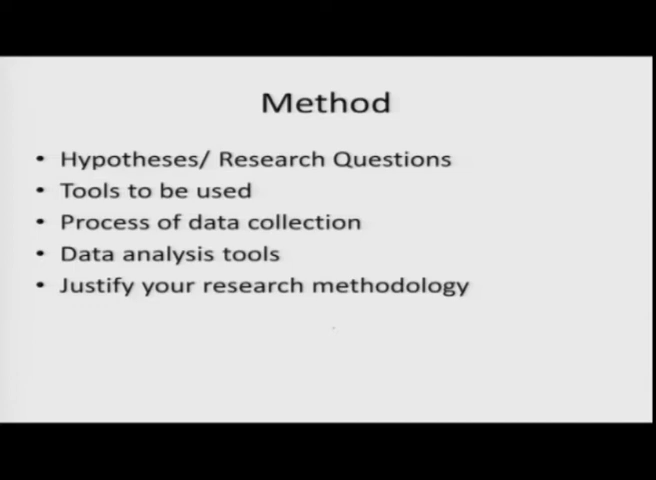 Method
• Hypotheses/ Research Questions
• Tools to be used
• Process of data collection
• Data analysis tools
• Justify your research methodology